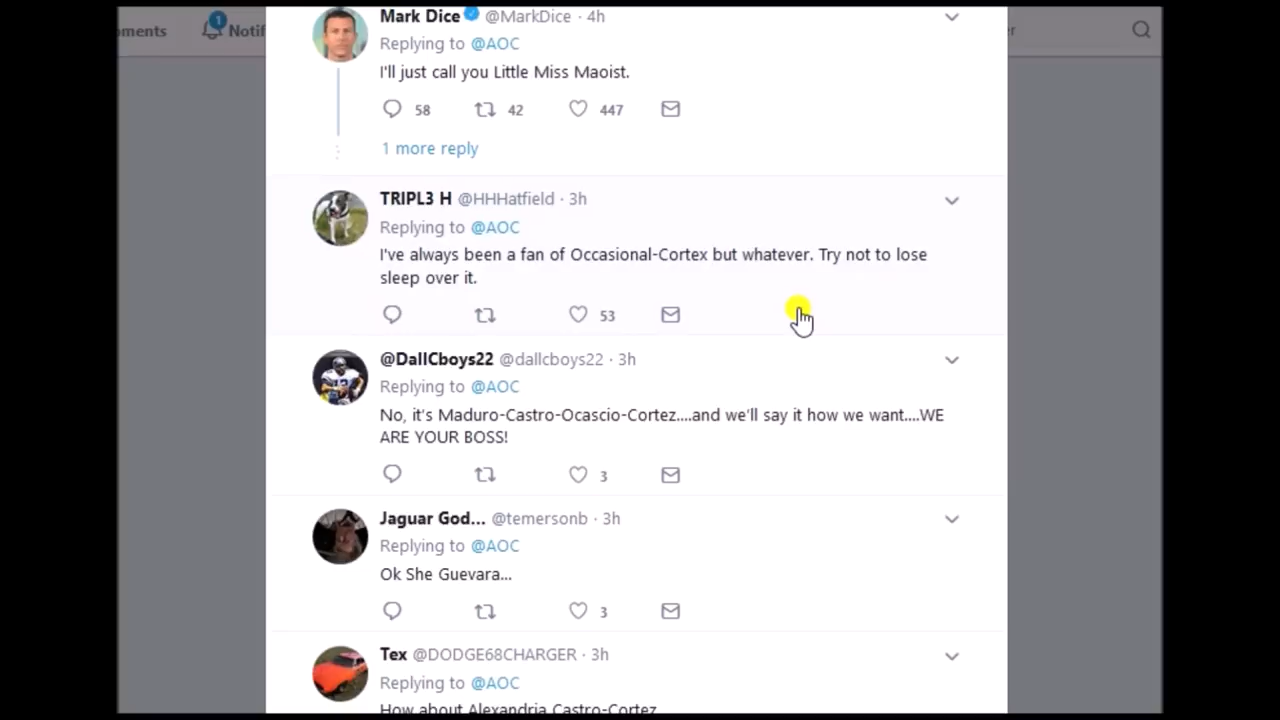 oments
1
Notif
er
Mark Dice @MarkDice · 4h
Replying to @AOC
I'll just call you Little Miss Maoist.
58 42 447
1 more reply
TRIPL3 H @HHHatfield · 3h
Replying to @AOC
I've always been a fan of Occasional-Cortex but whatever. Try not to lose
sleep over it.
53
@DallCboys22 @dallcboys22 · 3h
Replying to @AOC
No, it's Maduro-Castro-Ocascio-Cortez....and we'll say it how we want....WE
ARE YOUR BOSS!
3
Jaguar God... @temersonb · 3h
Replying to @AOC
Ok She Guevara...
3
Tex @DODGE68CHARGER · 3h
Replying to @AOC
How about Alexandria Castro-Cortez